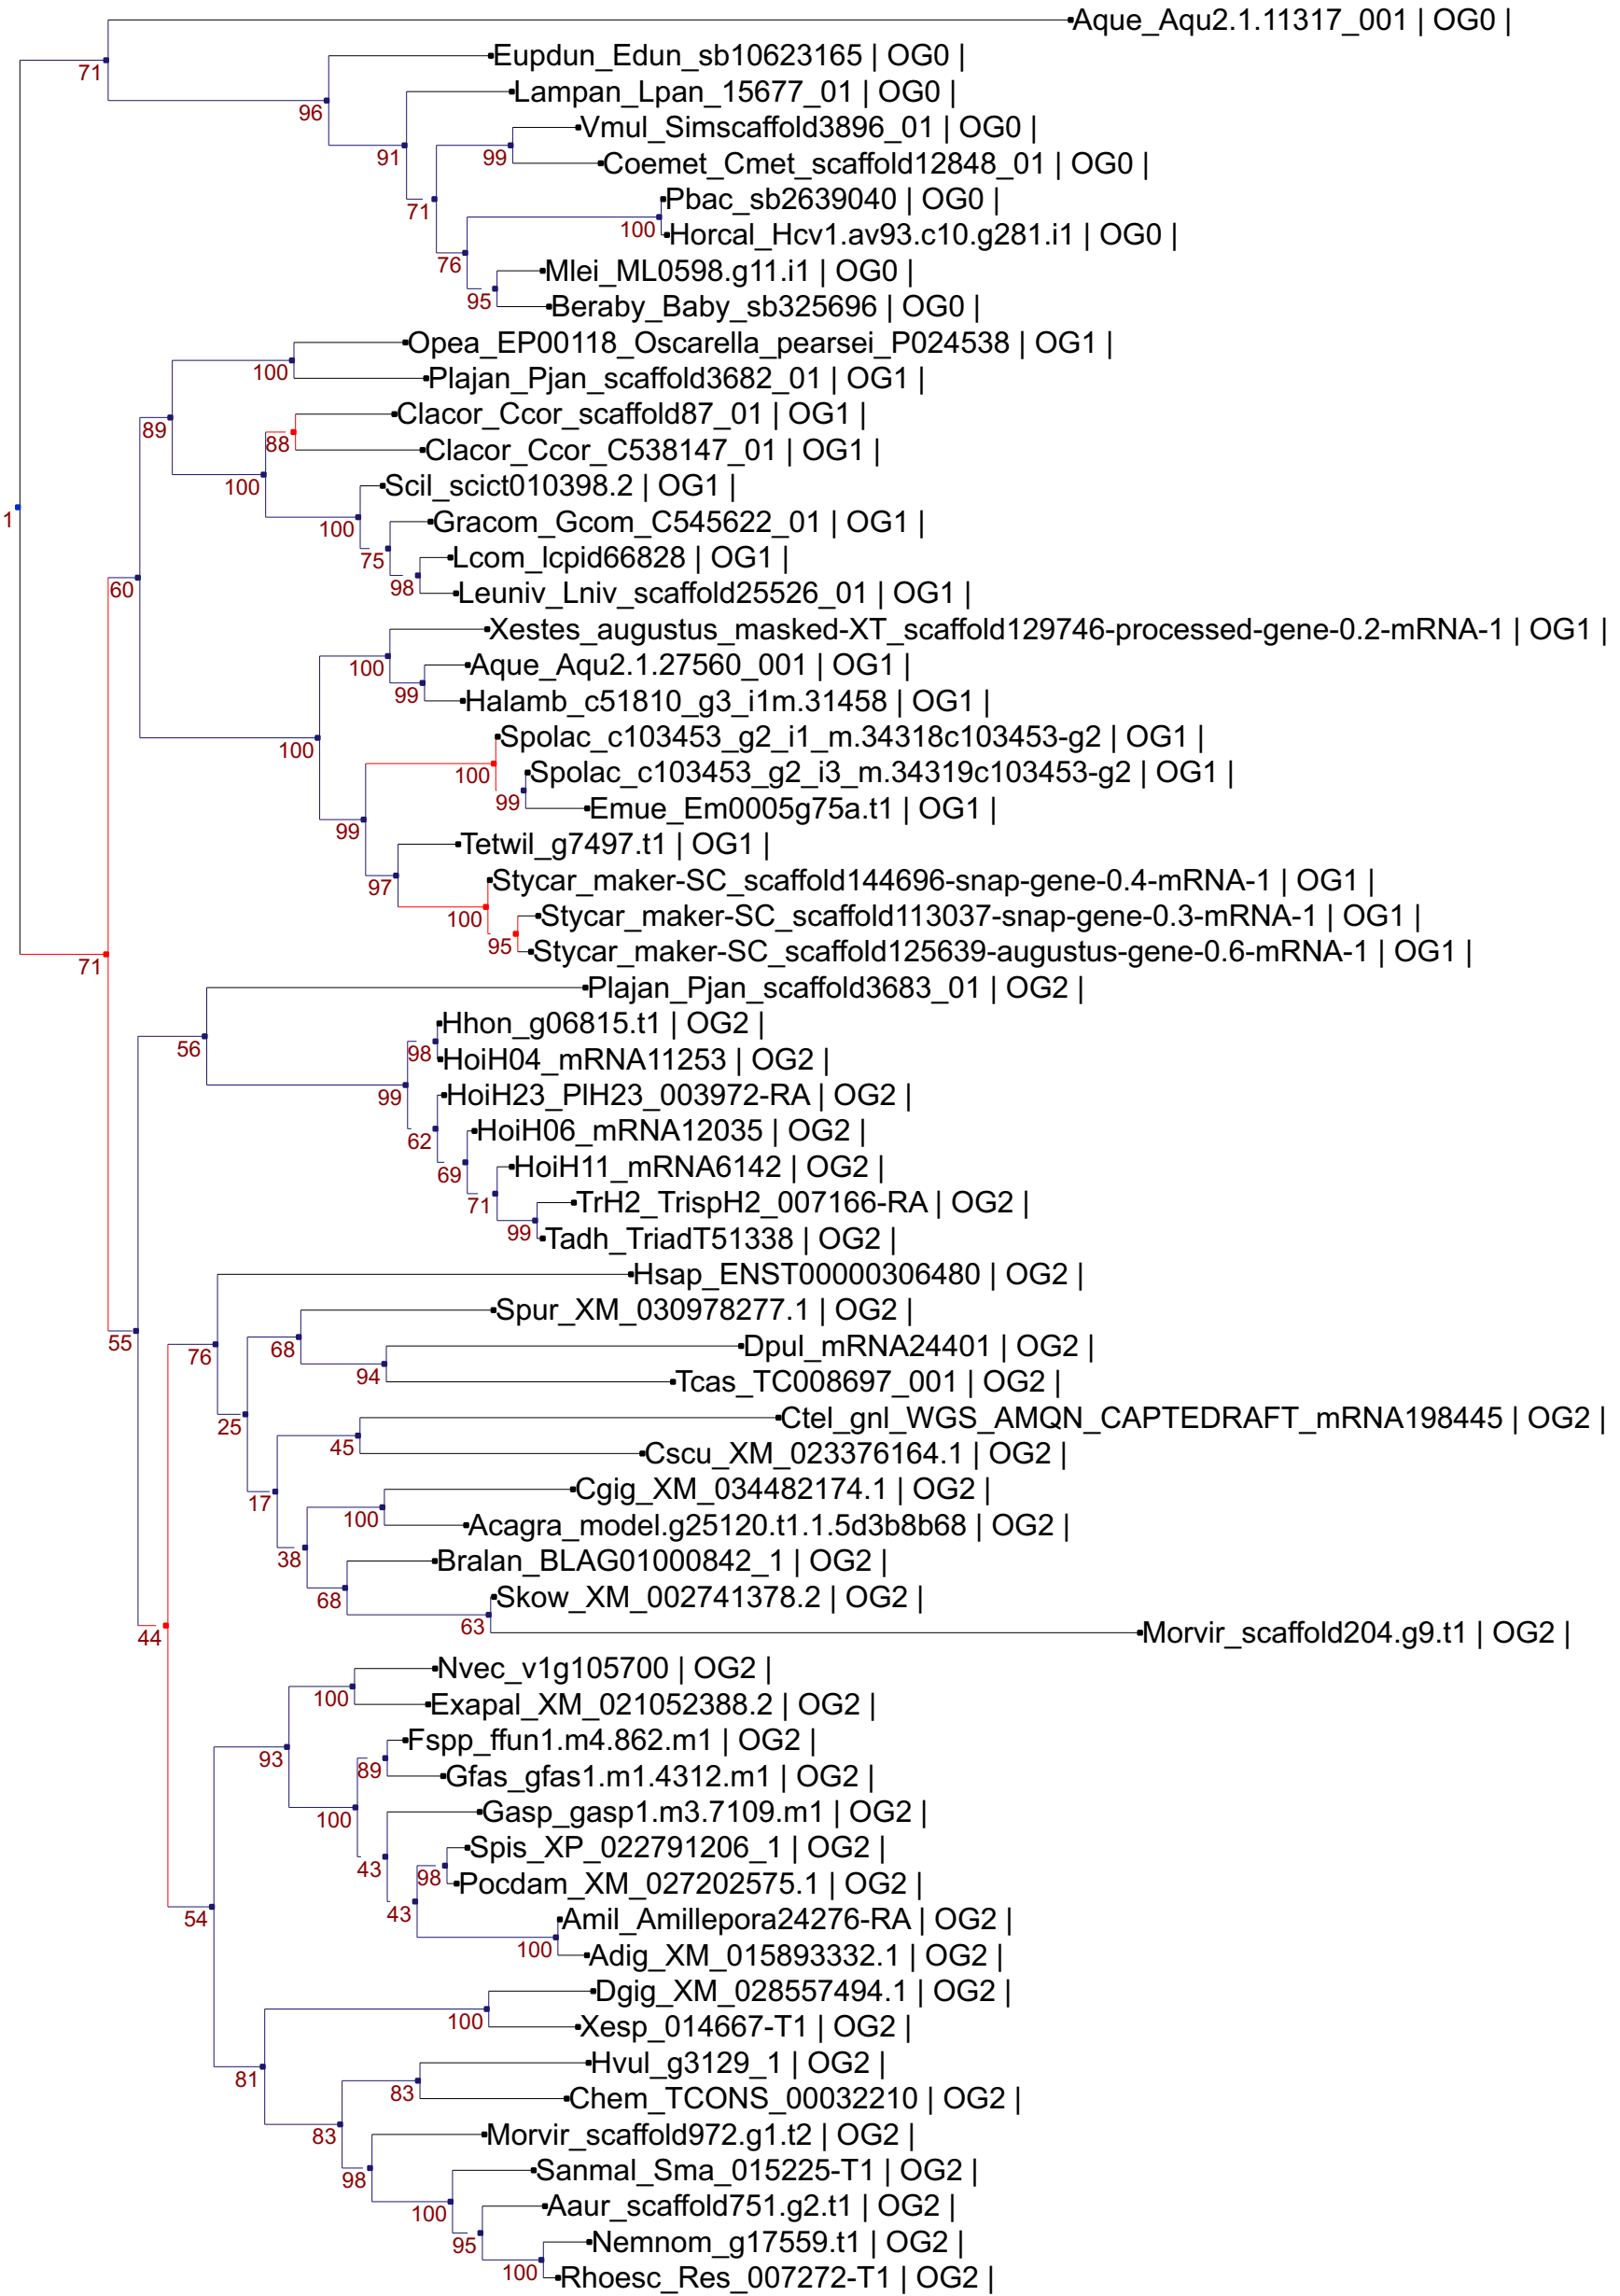 Aque_Aqu2.1.11317_001 | OG0 |
71
Eupdun_Edun_sb10623165 | OG0 |
96
Lampan_Lpan_15677_01 | OG0 |
91
Vmul_Simscaffold3896_01 | OG0 |
99
Coemet_Cmet_scaffold12848_01 | OG0 |
71
Pbac_sb2639040 | OG0 |
100
Horcal_Hcv1.av93.c10.g281.i1 | OG0 |
76
Mlei_ML0598.g11.i1 | OG0 |
95
Beraby_Baby_sb325696 | OG0 |
Opea_EP00118_Oscarella_pearsei_P024538 | OG1 |
100
Plajan_Pjan_scaffold3682_01 | OG1 |
89
Clacor_Ccor_scaffold87_01 | OG1 |
88
Clacor_Ccor_C538147_01 | OG1 |
100
Scil_scict010398.2 | OG1 |
1
100
Gracom_Gcom_C545622_01 | OG1 |
75
Lcom_lcpid66828 | OG1 |
60
98
Leuniv_Lniv_scaffold25526_01 | OG1 |
Xestes_augustus_masked-XT_scaffold129746-processed-gene-0.2-mRNA-1 | OG1 |
100
Aque_Aqu2.1.27560_001 | OG1 |
99
Halamb_c51810_g3_i1m.31458 | OG1 |
100
Spolac_c103453_g2_i1_m.34318c103453-g2 | OG1 |
100
Spolac_c103453_g2_i3_m.34319c103453-g2 | OG1 |
99
Emue_Em0005g75a.t1 | OG1 |
99
Tetwil_g7497.t1 | OG1 |
97
Stycar_maker-SC_scaffold144696-snap-gene-0.4-mRNA-1 | OG1 |
100
Stycar_maker-SC_scaffold113037-snap-gene-0.3-mRNA-1 | OG1 |
95
Stycar_maker-SC_scaffold125639-augustus-gene-0.6-mRNA-1 | OG1 |
71
Plajan_Pjan_scaffold3683_01 | OG2 |
56
Hhon_g06815.t1 | OG2 |
98
HoiH04_mRNA11253 | OG2 |
99
HoiH23_PlH23_003972-RA | OG2 |
62
HoiH06_mRNA12035 | OG2 |
69
HoiH11_mRNA6142 | OG2 |
71
TrH2_TrispH2_007166-RA | OG2 |
99
Tadh_TriadT51338 | OG2 |
Hsap_ENST00000306480 | OG2 |
Spur_XM_030978277.1 | OG2 |
55
76
68
Dpul_mRNA24401 | OG2 |
94
Tcas_TC008697_001 | OG2 |
25
Ctel_gnl_WGS_AMQN_CAPTEDRAFT_mRNA198445 | OG2 |
45
Cscu_XM_023376164.1 | OG2 |
17
Cgig_XM_034482174.1 | OG2 |
100
Acagra_model.g25120.t1.1.5d3b8b68 | OG2 |
38
Bralan_BLAG01000842_1 | OG2 |
68
Skow_XM_002741378.2 | OG2 |
63
44
Morvir_scaffold204.g9.t1 | OG2 |
Nvec_v1g105700 | OG2 |
100
Exapal_XM_021052388.2 | OG2 |
93
Fspp_ffun1.m4.862.m1 | OG2 |
89
Gfas_gfas1.m1.4312.m1 | OG2 |
100
Gasp_gasp1.m3.7109.m1 | OG2 |
43
Spis_XP_022791206_1 | OG2 |
98
Pocdam_XM_027202575.1 | OG2 |
43
54
Amil_Amillepora24276-RA | OG2 |
100
Adig_XM_015893332.1 | OG2 |
Dgig_XM_028557494.1 | OG2 |
100
Xesp_014667-T1 | OG2 |
81
Hvul_g3129_1 | OG2 |
83
Chem_TCONS_00032210 | OG2 |
83
Morvir_scaffold972.g1.t2 | OG2 |
98
Sanmal_Sma_015225-T1 | OG2 |
100
Aaur_scaffold751.g2.t1 | OG2 |
95
Nemnom_g17559.t1 | OG2 |
100
Rhoesc_Res_007272-T1 | OG2 |